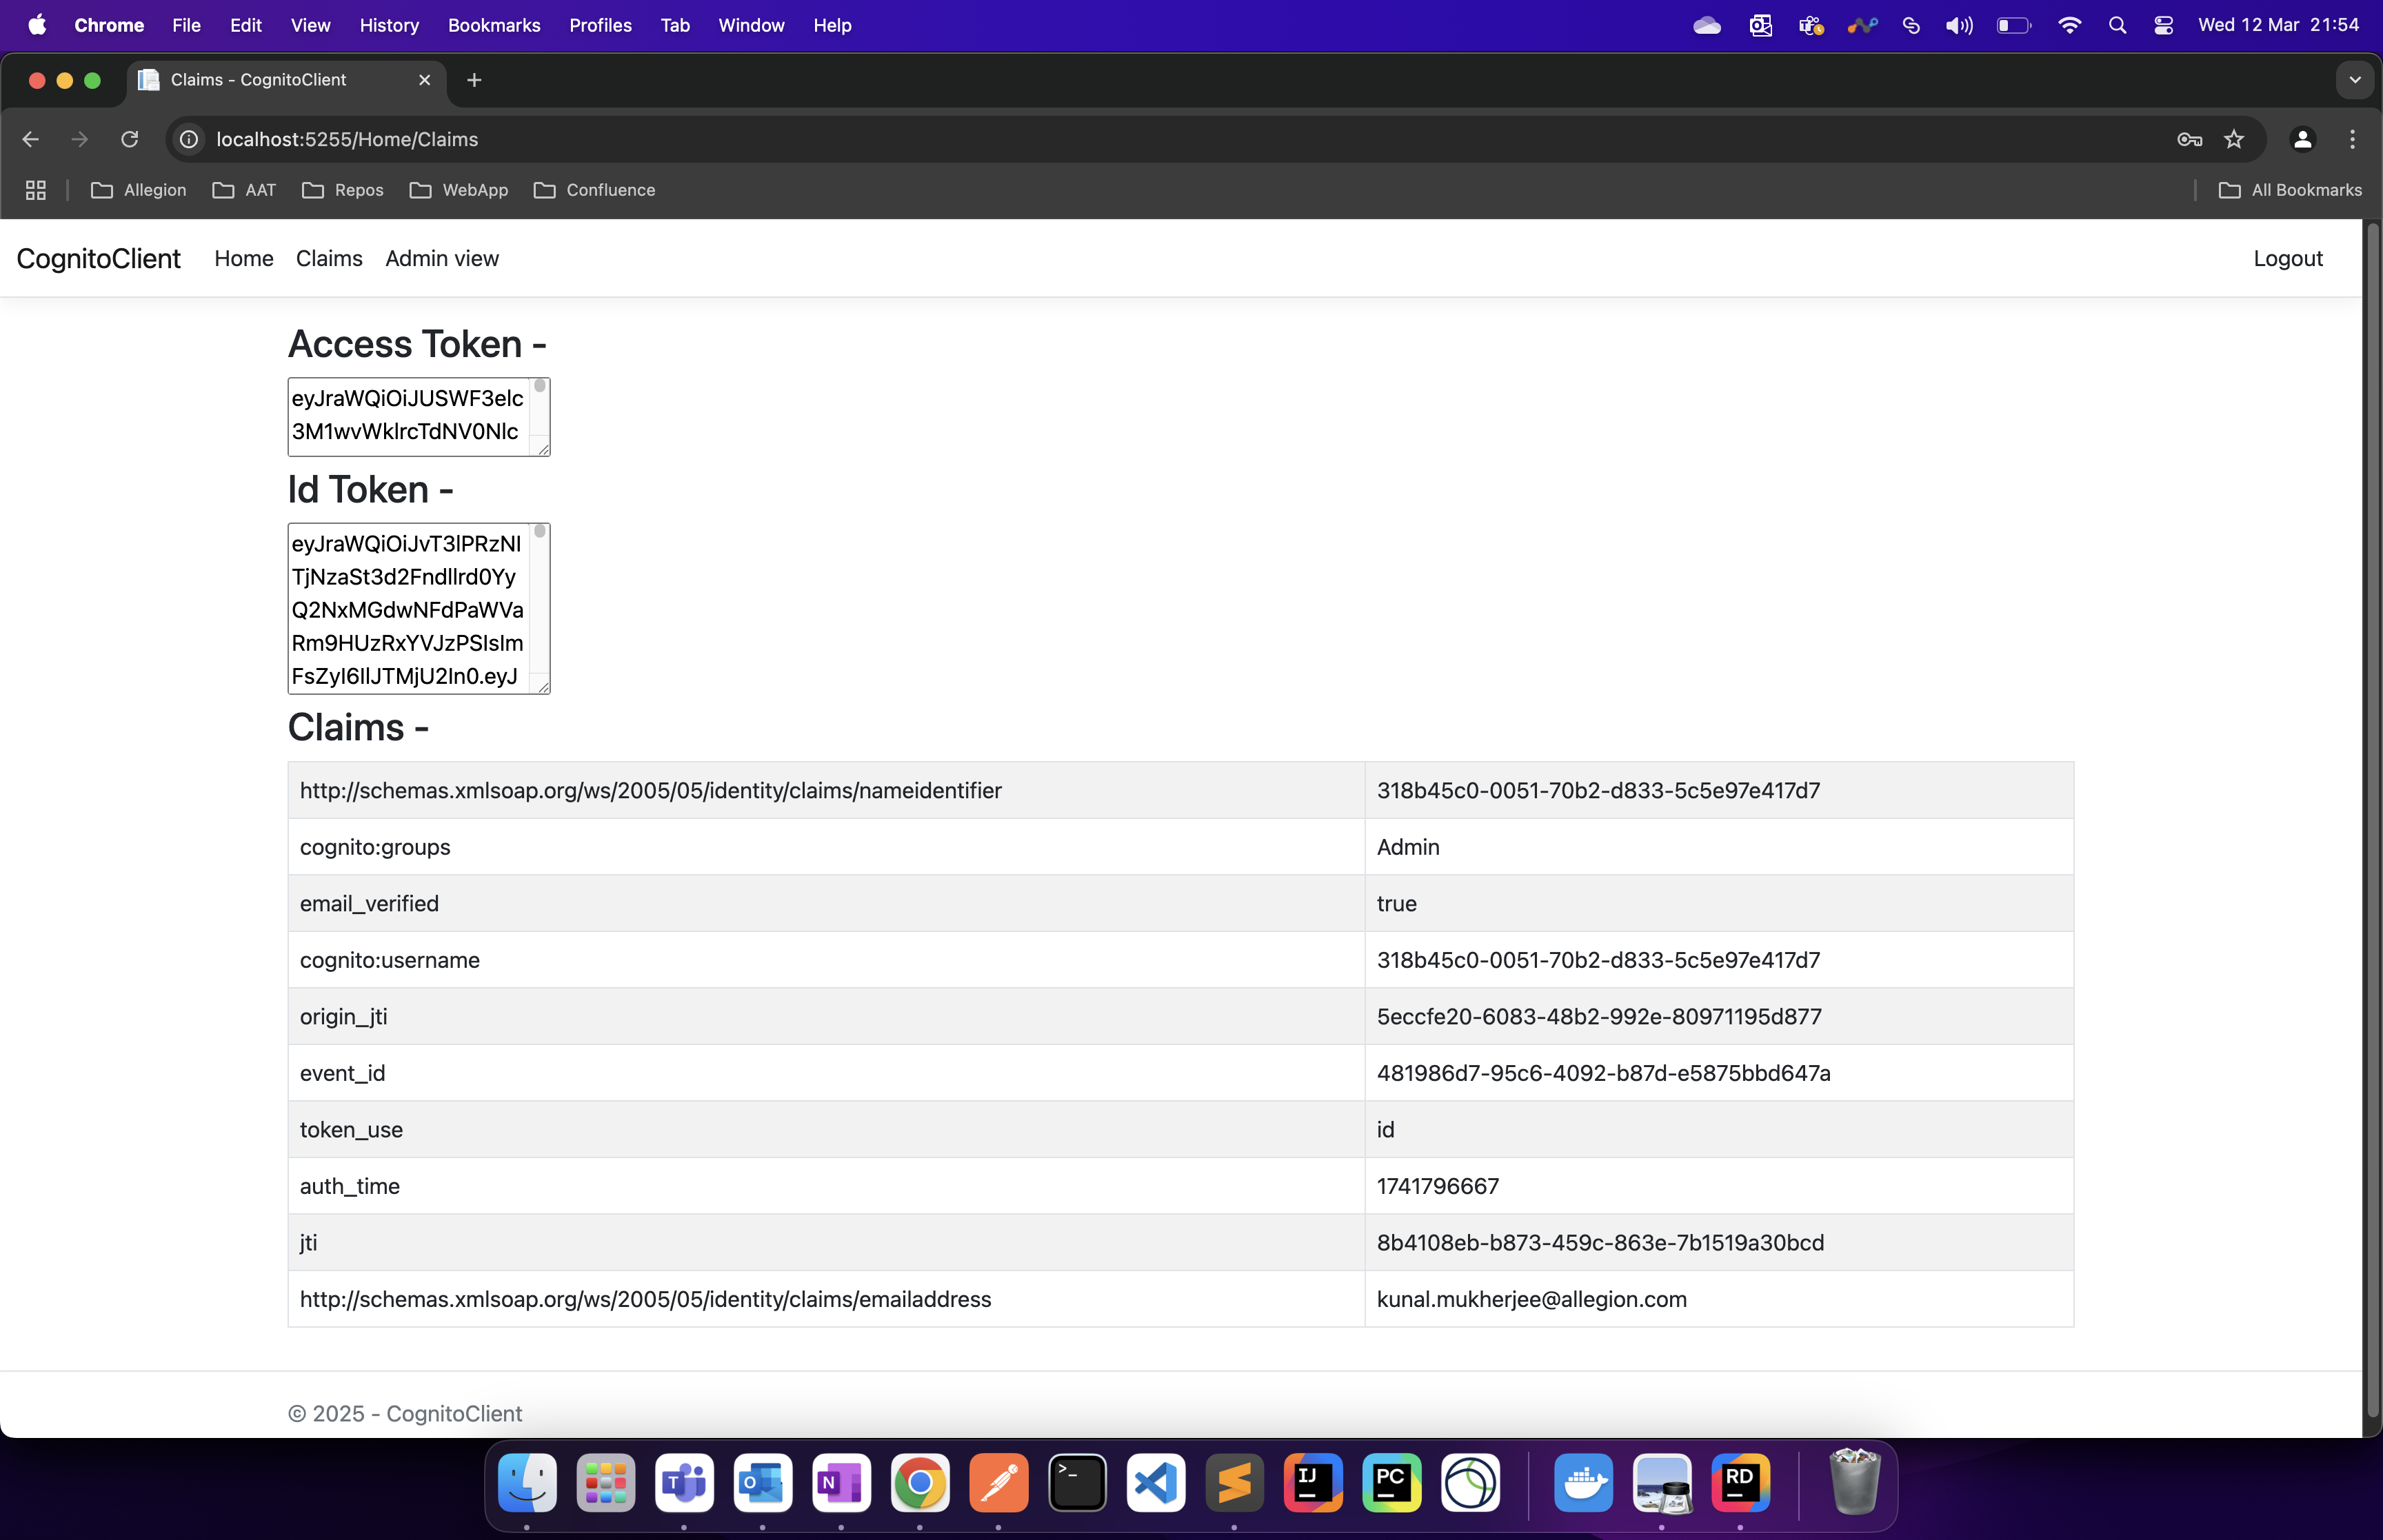 Chrome File Edit View History Bookmarks Profiles Tab Window Help Wed 12 Mar 21:54
Claims - CognitoClient
localhost:5255/Home/Claims
Allegion AAT Repos WebApp Confluence All Bookmarks
CognitoClient Home Claims Admin view Logout
Access Token -
eyJraWQiOiJUSWF3elc
3M1wvWklrcTdNV0Nlc
Id Token -
eyJraWQiOiJvT3lPRzNI
TjNzaSt3d2Fndllrd0Yy
Q2NxMGdwNFdPaWVa
Rm9HUzRxYVJzPSIsIm
FsZyI6IlJTMjU2In0.eyJ
Claims -
http://schemas.xmlsoap.org/ws/2005/05/identity/claims/nameidentifier 318b45c0-0051-70b2-d833-5c5e97e417d7
cognito:groups Admin
email_verified true
cognito:username 318b45c0-0051-70b2-d833-5c5e97e417d7
origin_jti 5eccfe20-6083-48b2-992e-80971195d877
event_id 481986d7-95c6-4092-b87d-e5875bbd647a
token_use id
auth_time 1741796667
jti 8b4108eb-b873-459c-863e-7b1519a30bcd
http://schemas.xmlsoap.org/ws/2005/05/identity/claims/emailaddress kunal.mukherjee@allegion.com
© 2025 - CognitoClient
T O N >_ IJ PC RD